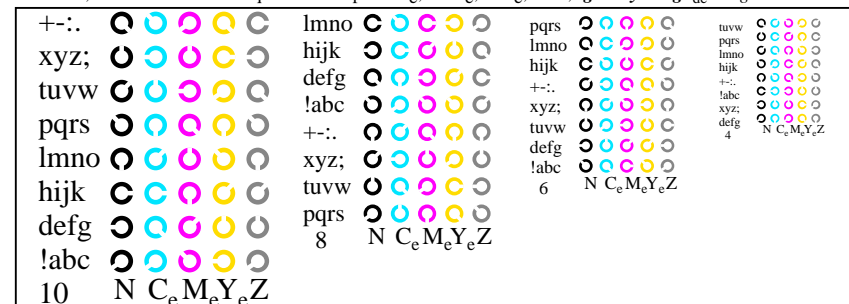 +-:.
xyz;
tuvw
pqrs
lmno
hijk
defg
!abc
10 N CeMeYeZ
lmno
hijk
defg
!abc
+-:.
xyz;
tuvw
pqrs
8 N CeMeYeZ
pqrs
lmno
hijk
+-:.
xyz;
tuvw
defg
!abc
6 N CeMeYeZ
tuvw
pqrs
lmno
hijk
+-:.
!abc
xyz;
defg
4 N CeMeYeZ